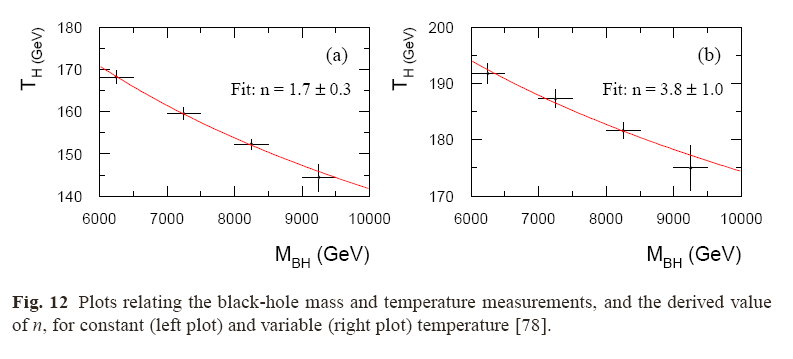 180
170
160
150
140
T_H (GeV)
(a)
Fit: n = 1.7 ± 0.3
6000 7000 8000 9000 10000
M_BH (GeV)
200
190
180
170
T_H (GeV)
(b)
Fit: n = 3.8 ± 1.0
6000 7000 8000 9000 10000
M_BH (GeV)
Fig. 12 Plots relating the black-hole mass and temperature measurements, and the derived value
of n, for constant (left plot) and variable (right plot) temperature [78].